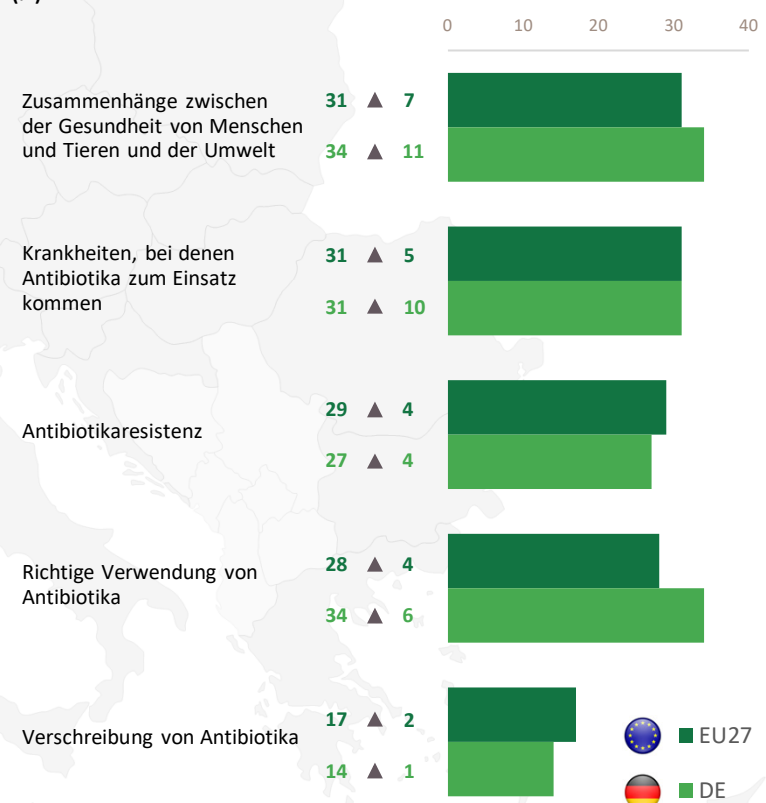 0 10 20 30 40
Zusammenhänge zwischen
der Gesundheit von Menschen
und Tieren und der Umwelt
31 ▲ 7
34 ▲ 11
Krankheiten, bei denen
Antibiotika zum Einsatz
kommen
31 ▲ 5
31 ▲ 10
Antibiotikaresistenz
29 ▲ 4
27 ▲ 4
Richtige Verwendung von
Antibiotika
28 ▲ 4
34 ▲ 6
Verschreibung von Antibiotika
17 ▲ 2
14 ▲ 1
EU27
DE